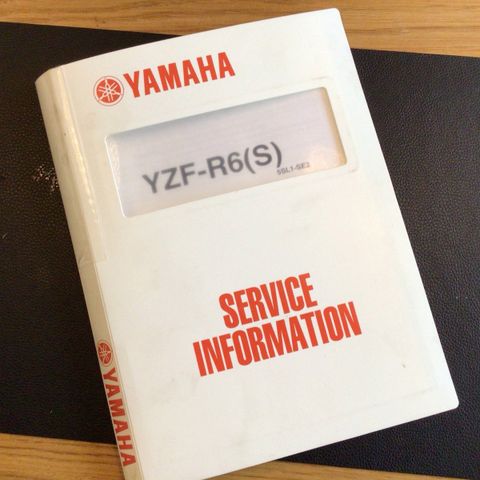 YAMAHA
YZF-R6(S)
5SL1-SE2
SERVICE
INFORMATION
YAMAHA